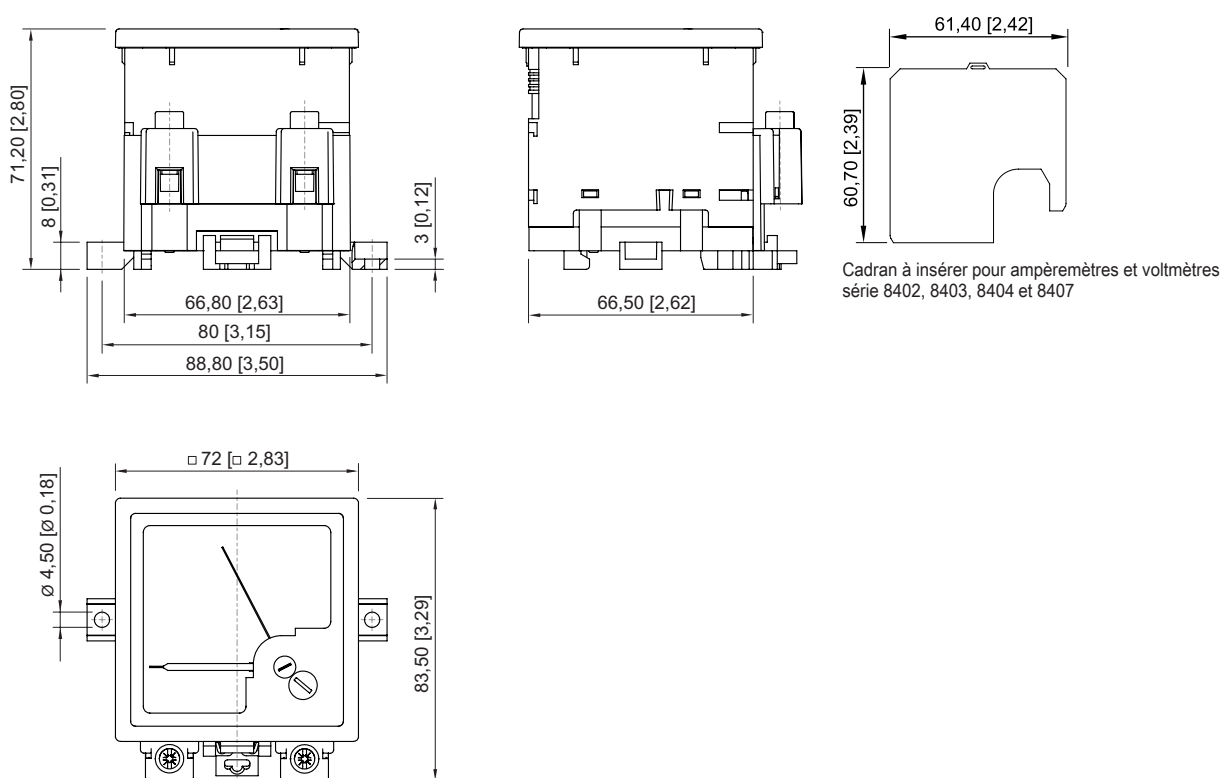 71,20 [2,80]
8 [0,31]
3 [0,12]
66,80 [2,63]
80 [3,15]
88,80 [3,50]
66,50 [2,62]
61,40 [2,42]
60,70 [2,39]
Cadran à insérer pour ampèremètres et voltmètres
série 8402, 8403, 8404 et 8407
□ 72 [□ 2,83]
Ø 4,50 [Ø 0,18]
83,50 [3,29]